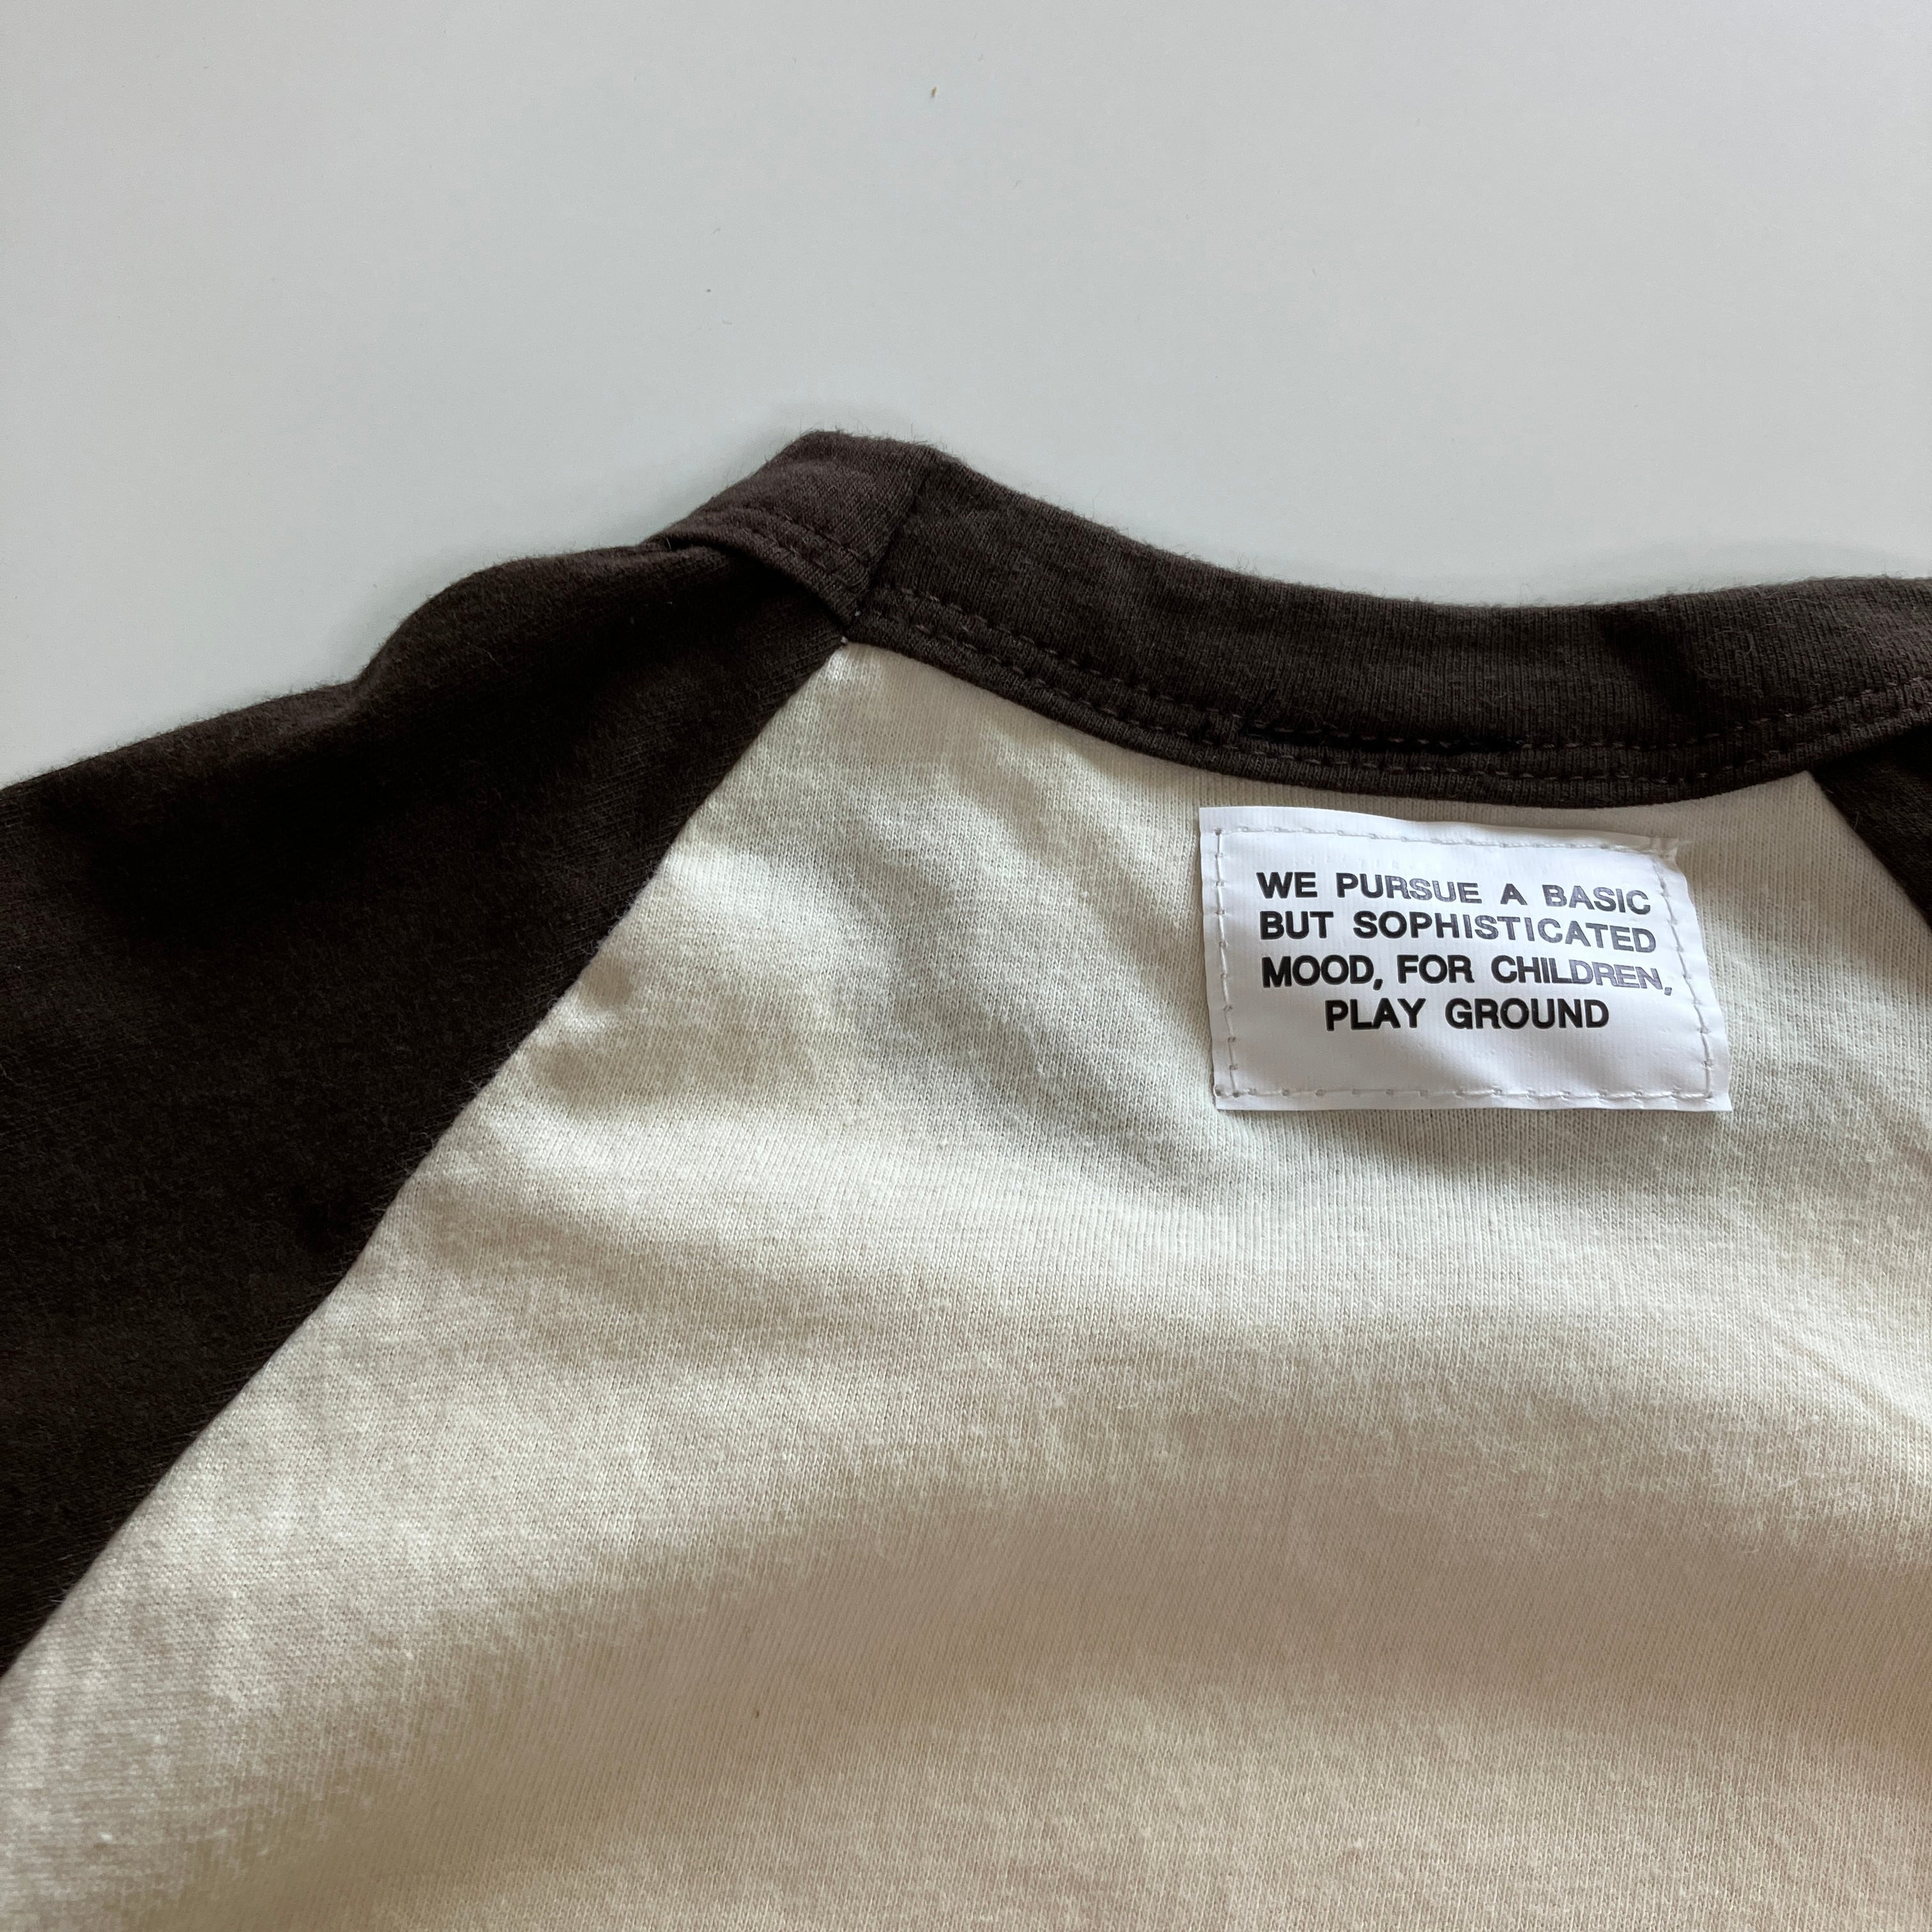 WE PURSUE A BASIC
BUT SOPHISTICATED
MOOD, FOR CHILDREN,
PLAY GROUND